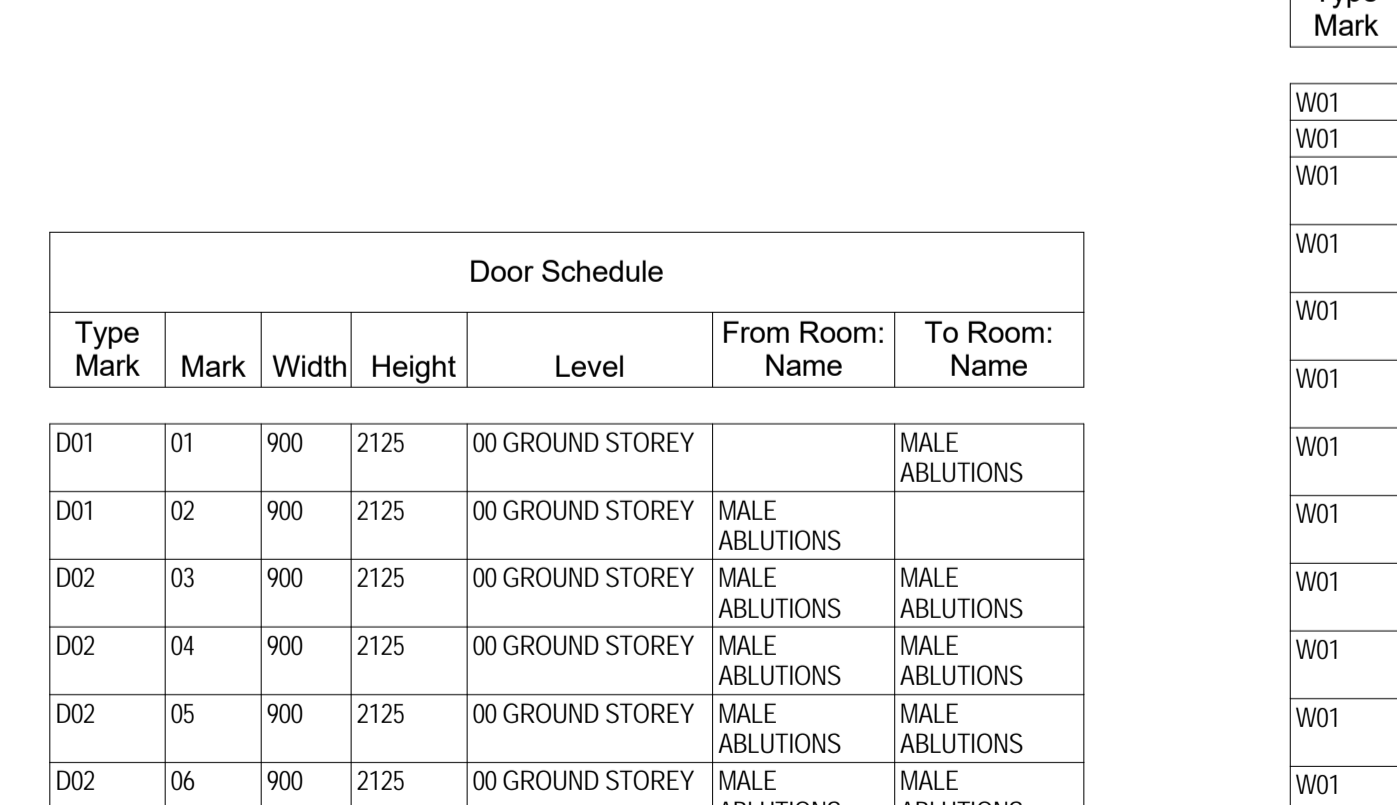 Door Schedule
Type Mark Mark Width Height Level From Room: Name To Room: Name
D01 01 900 2125 00 GROUND STOREY MALE ABLUTIONS
D01 02 900 2125 00 GROUND STOREY MALE ABLUTIONS
D02 03 900 2125 00 GROUND STOREY MALE ABLUTIONS MALE ABLUTIONS
D02 04 900 2125 00 GROUND STOREY MALE ABLUTIONS MALE ABLUTIONS
D02 05 900 2125 00 GROUND STOREY MALE ABLUTIONS MALE ABLUTIONS
D02 06 900 2125 00 GROUND STOREY MALE ABLUTIONS MALE ABLUTIONS
Type
Mark
W01
W01
W01
W01
W01
W01
W01
W01
W01
W01
W01
W01